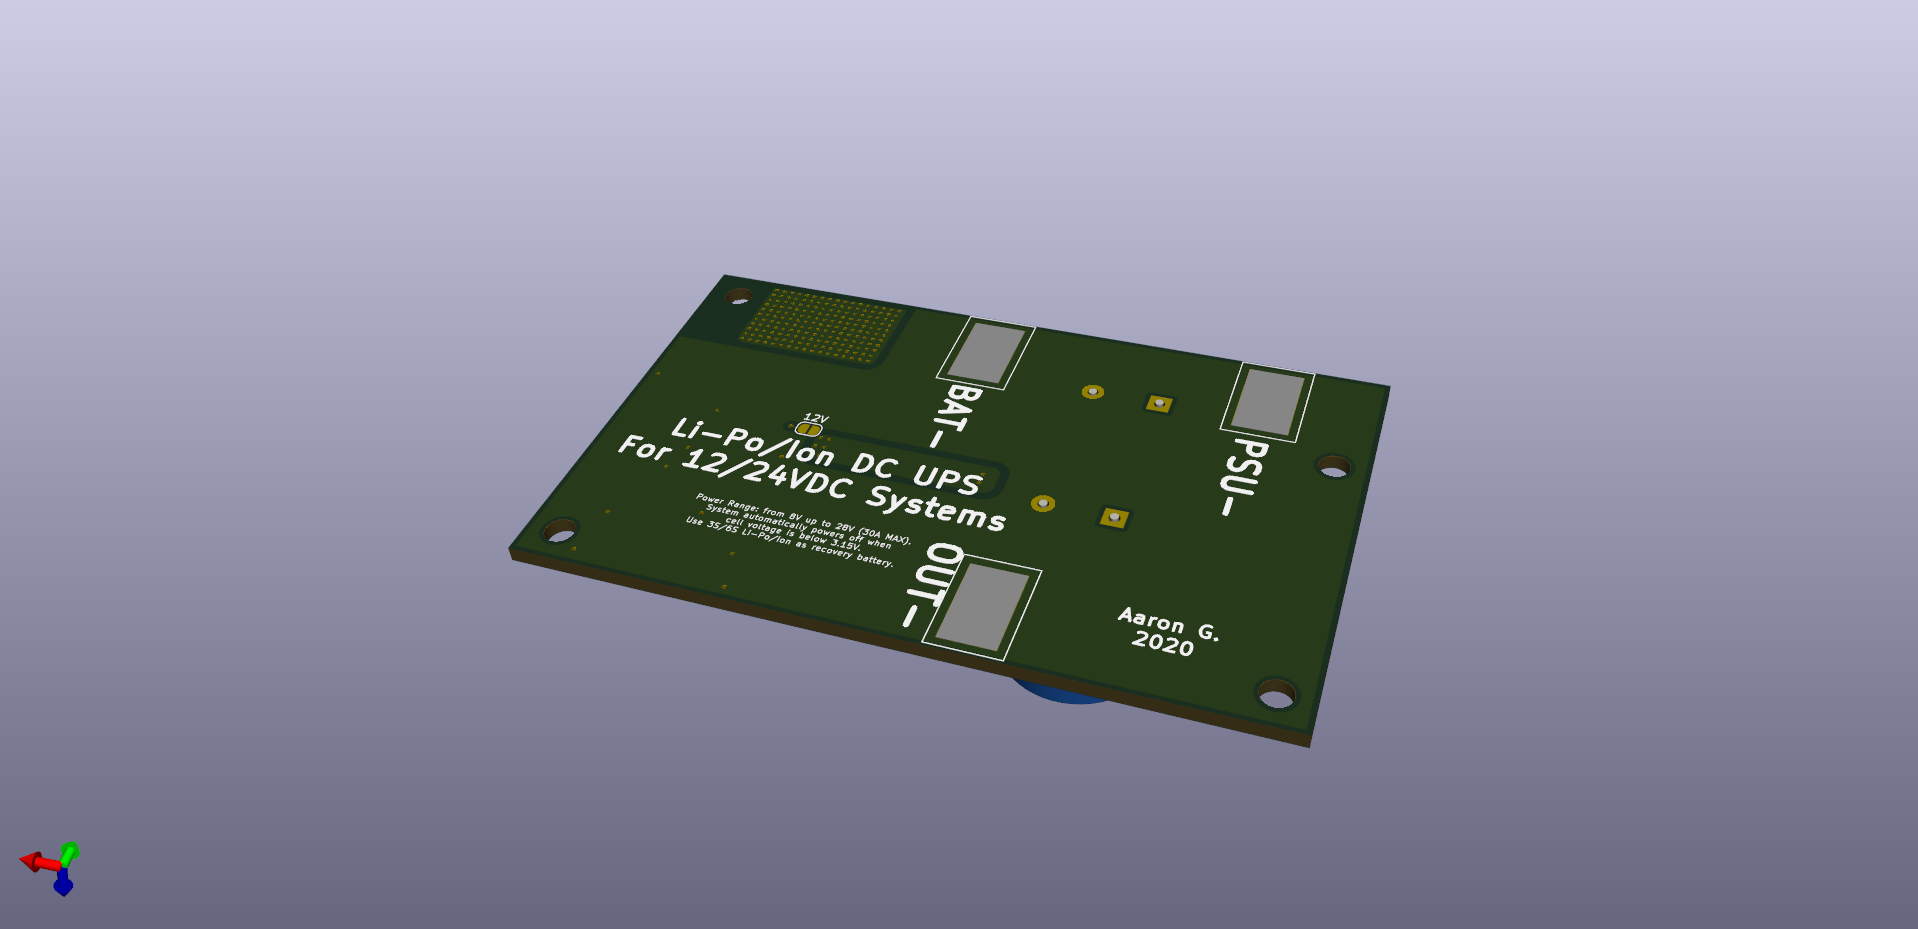 BAT-
PSU-
12V
Li-Po/Ion DC UPS
For 12//24VDC Systems
Power Range: from 8V up to 28V (30A MAX).
System automatically powers off when
cell voltage is below 3.15V.
Use 3S/6S Li-Po/Ion as recovery battery.
OUT-
Aaron G.
2020